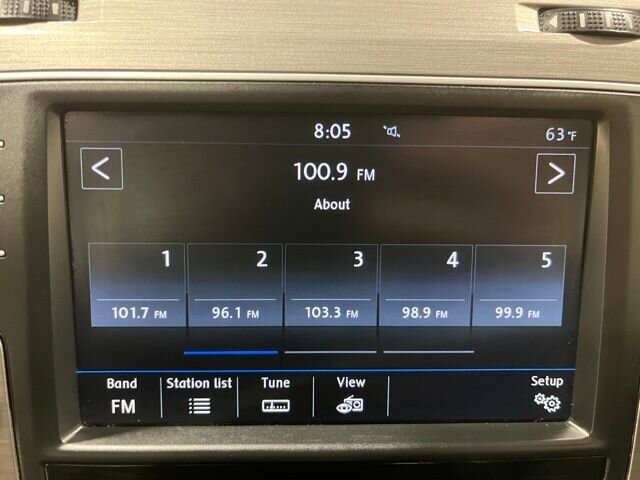 8:05 63°F
< 100.9 FM >
About
1 2 3 4 5
101.7 FM 96.1 FM 103.3 FM 98.9 FM 99.9 FM
Band Station list Tune View Setup
FM